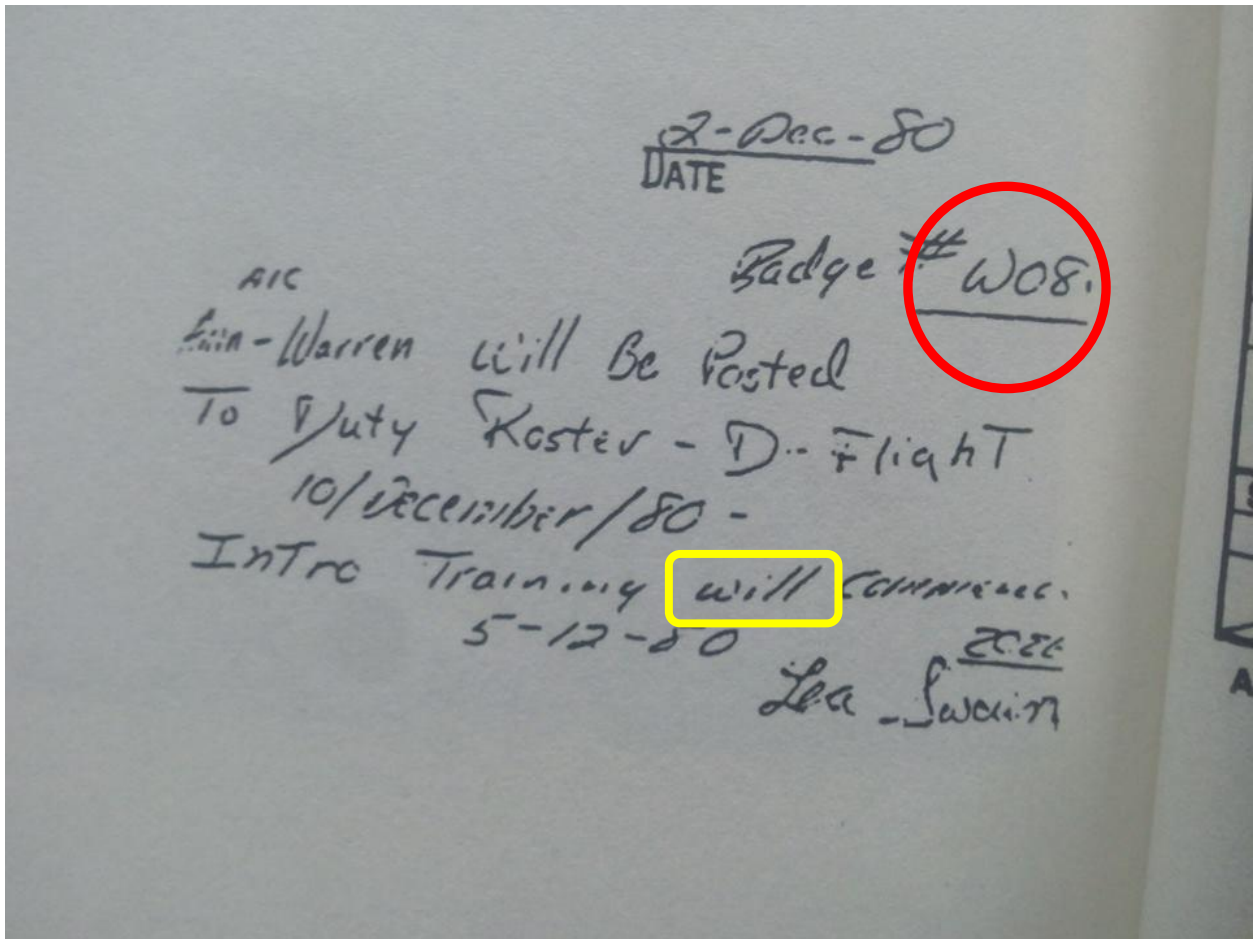 2-Dec-80
DATE
Badge # W08.
A1C
-Warren will Be Posted
To Duty Roster - D-Flight
10/December/80 -
Intro Training will Commence.
5-12-80
Lea Swain